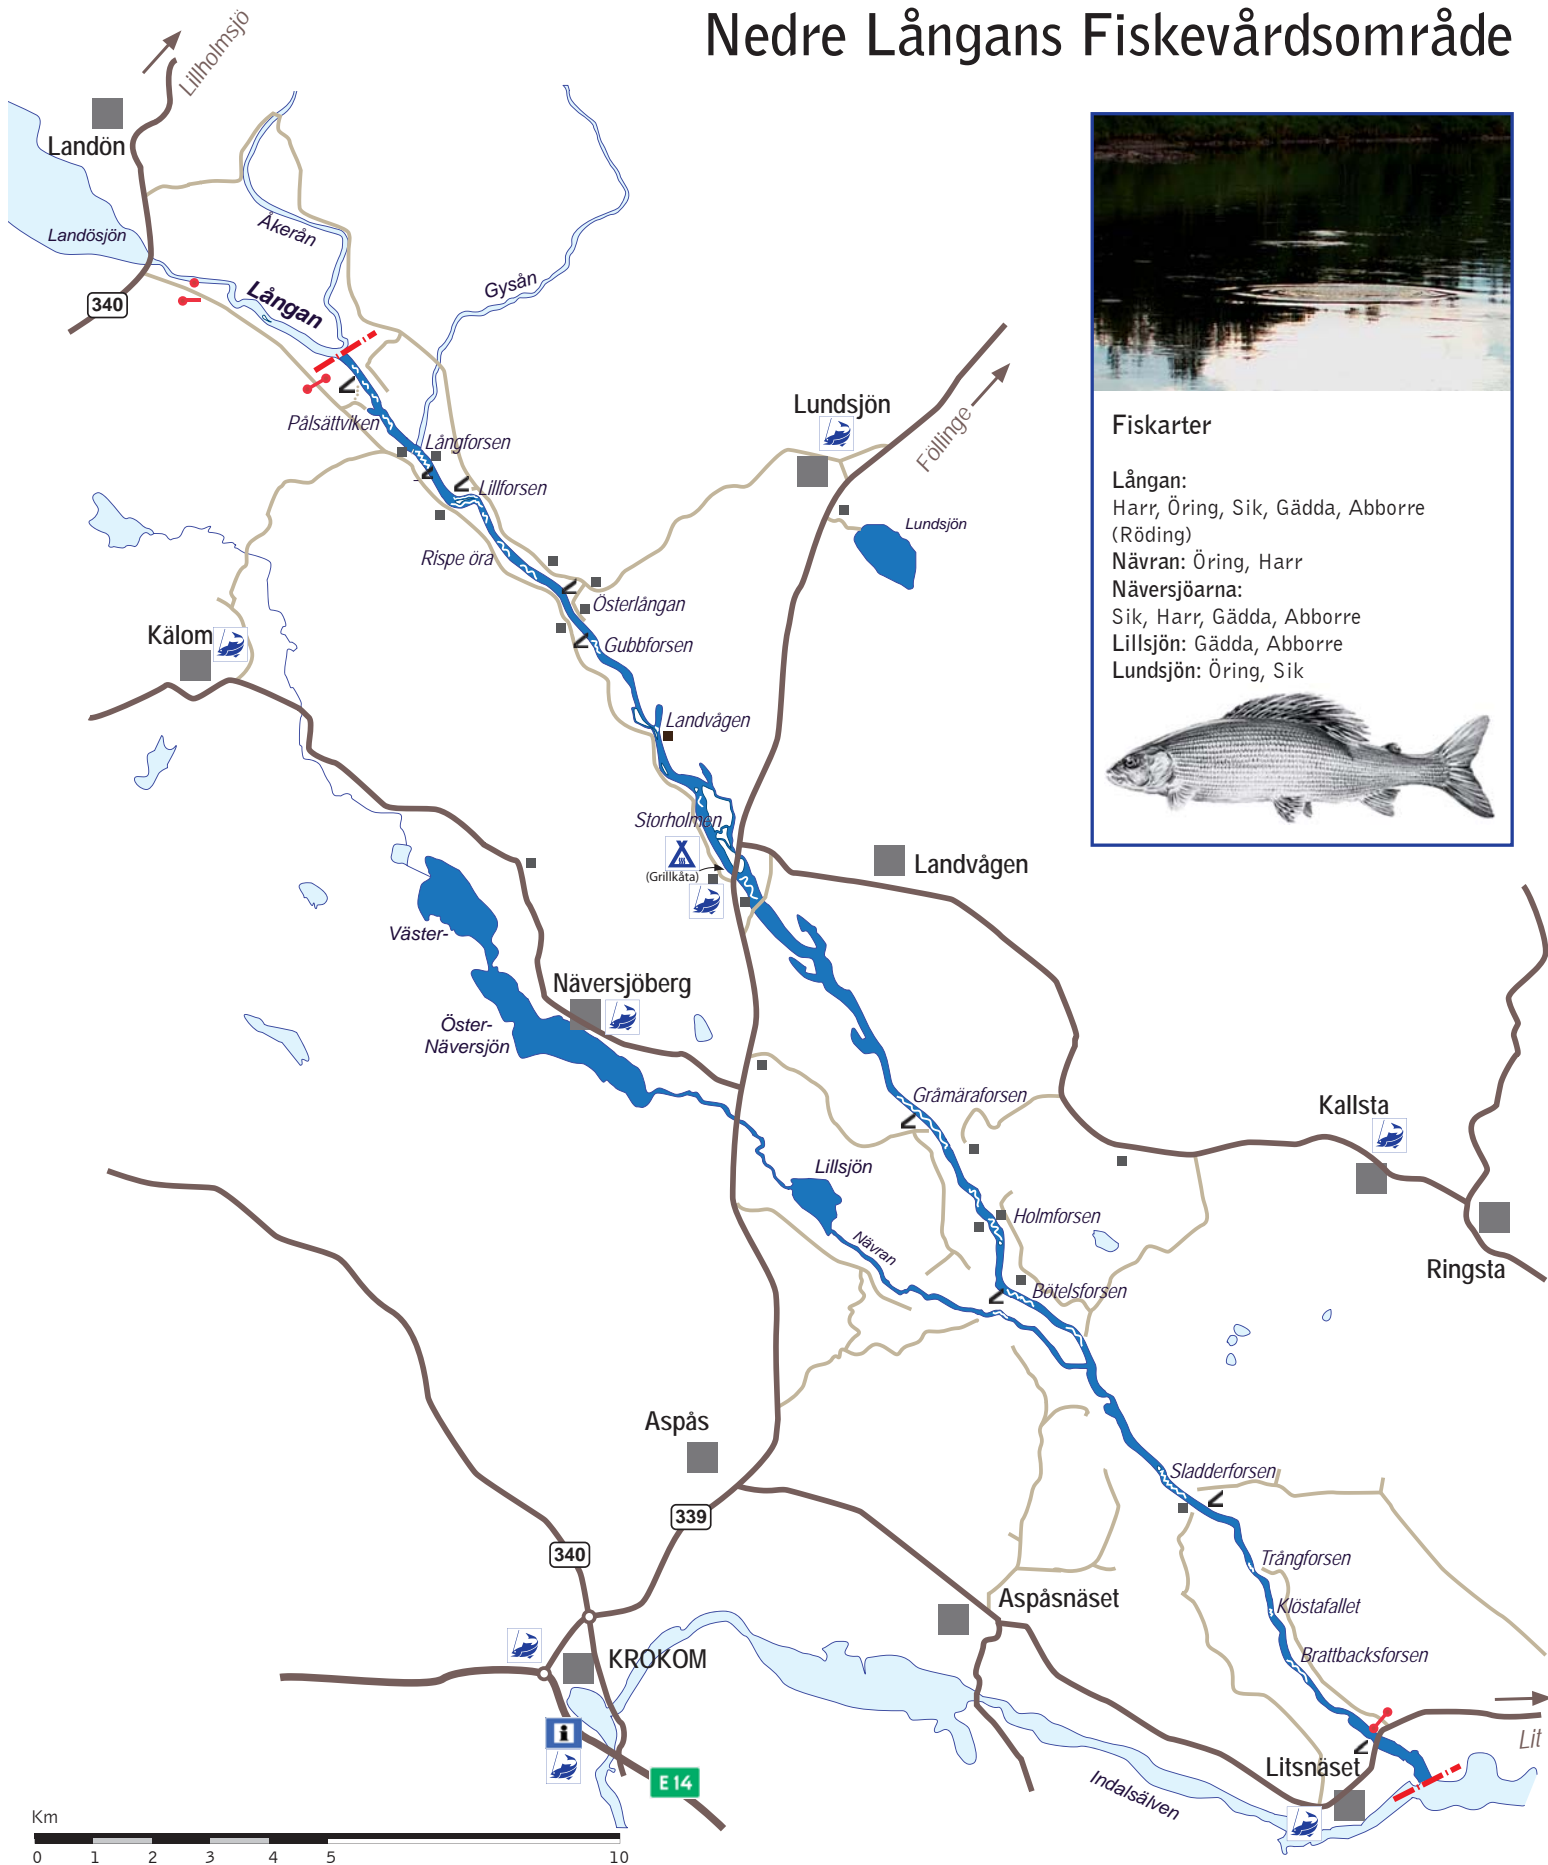 Nedre Långans Fiskevårdsområde
Lillholmsjö
Landön
Landösjön
Åkerån
Långan
Gysån
340
Pålsättviken
Långforsen
Lillforsen
Lundsjön
Föllinge
Lundsjön
Rispe öra
Österlångan
Gubbforsen
Kälom
Landvågen
Storholmen
(Grillkåta)
Landvågen
Fiskarter
Långan:
Harr, Öring, Sik, Gädda, Abborre
(Röding)
Nävran: Öring, Harr
Näversjöarna:
Sik, Harr, Gädda, Abborre
Lillsjön: Gädda, Abborre
Lundsjön: Öring, Sik
Väster-
Näversjöberg
Öster-
Näversjön
Gråmäraforsen
Kallsta
Lillsjön
Holmforsen
Nävran
Ringsta
Bötelsforsen
Aspås
Sladderforsen
339
340
Trångforsen
Aspåsnäset
Klöstafallet
KROKOM
Brattbacksforsen
i
Lit
Litsnäset
E 14
Indalsälven
Km
0 1 2 3 4 5 10